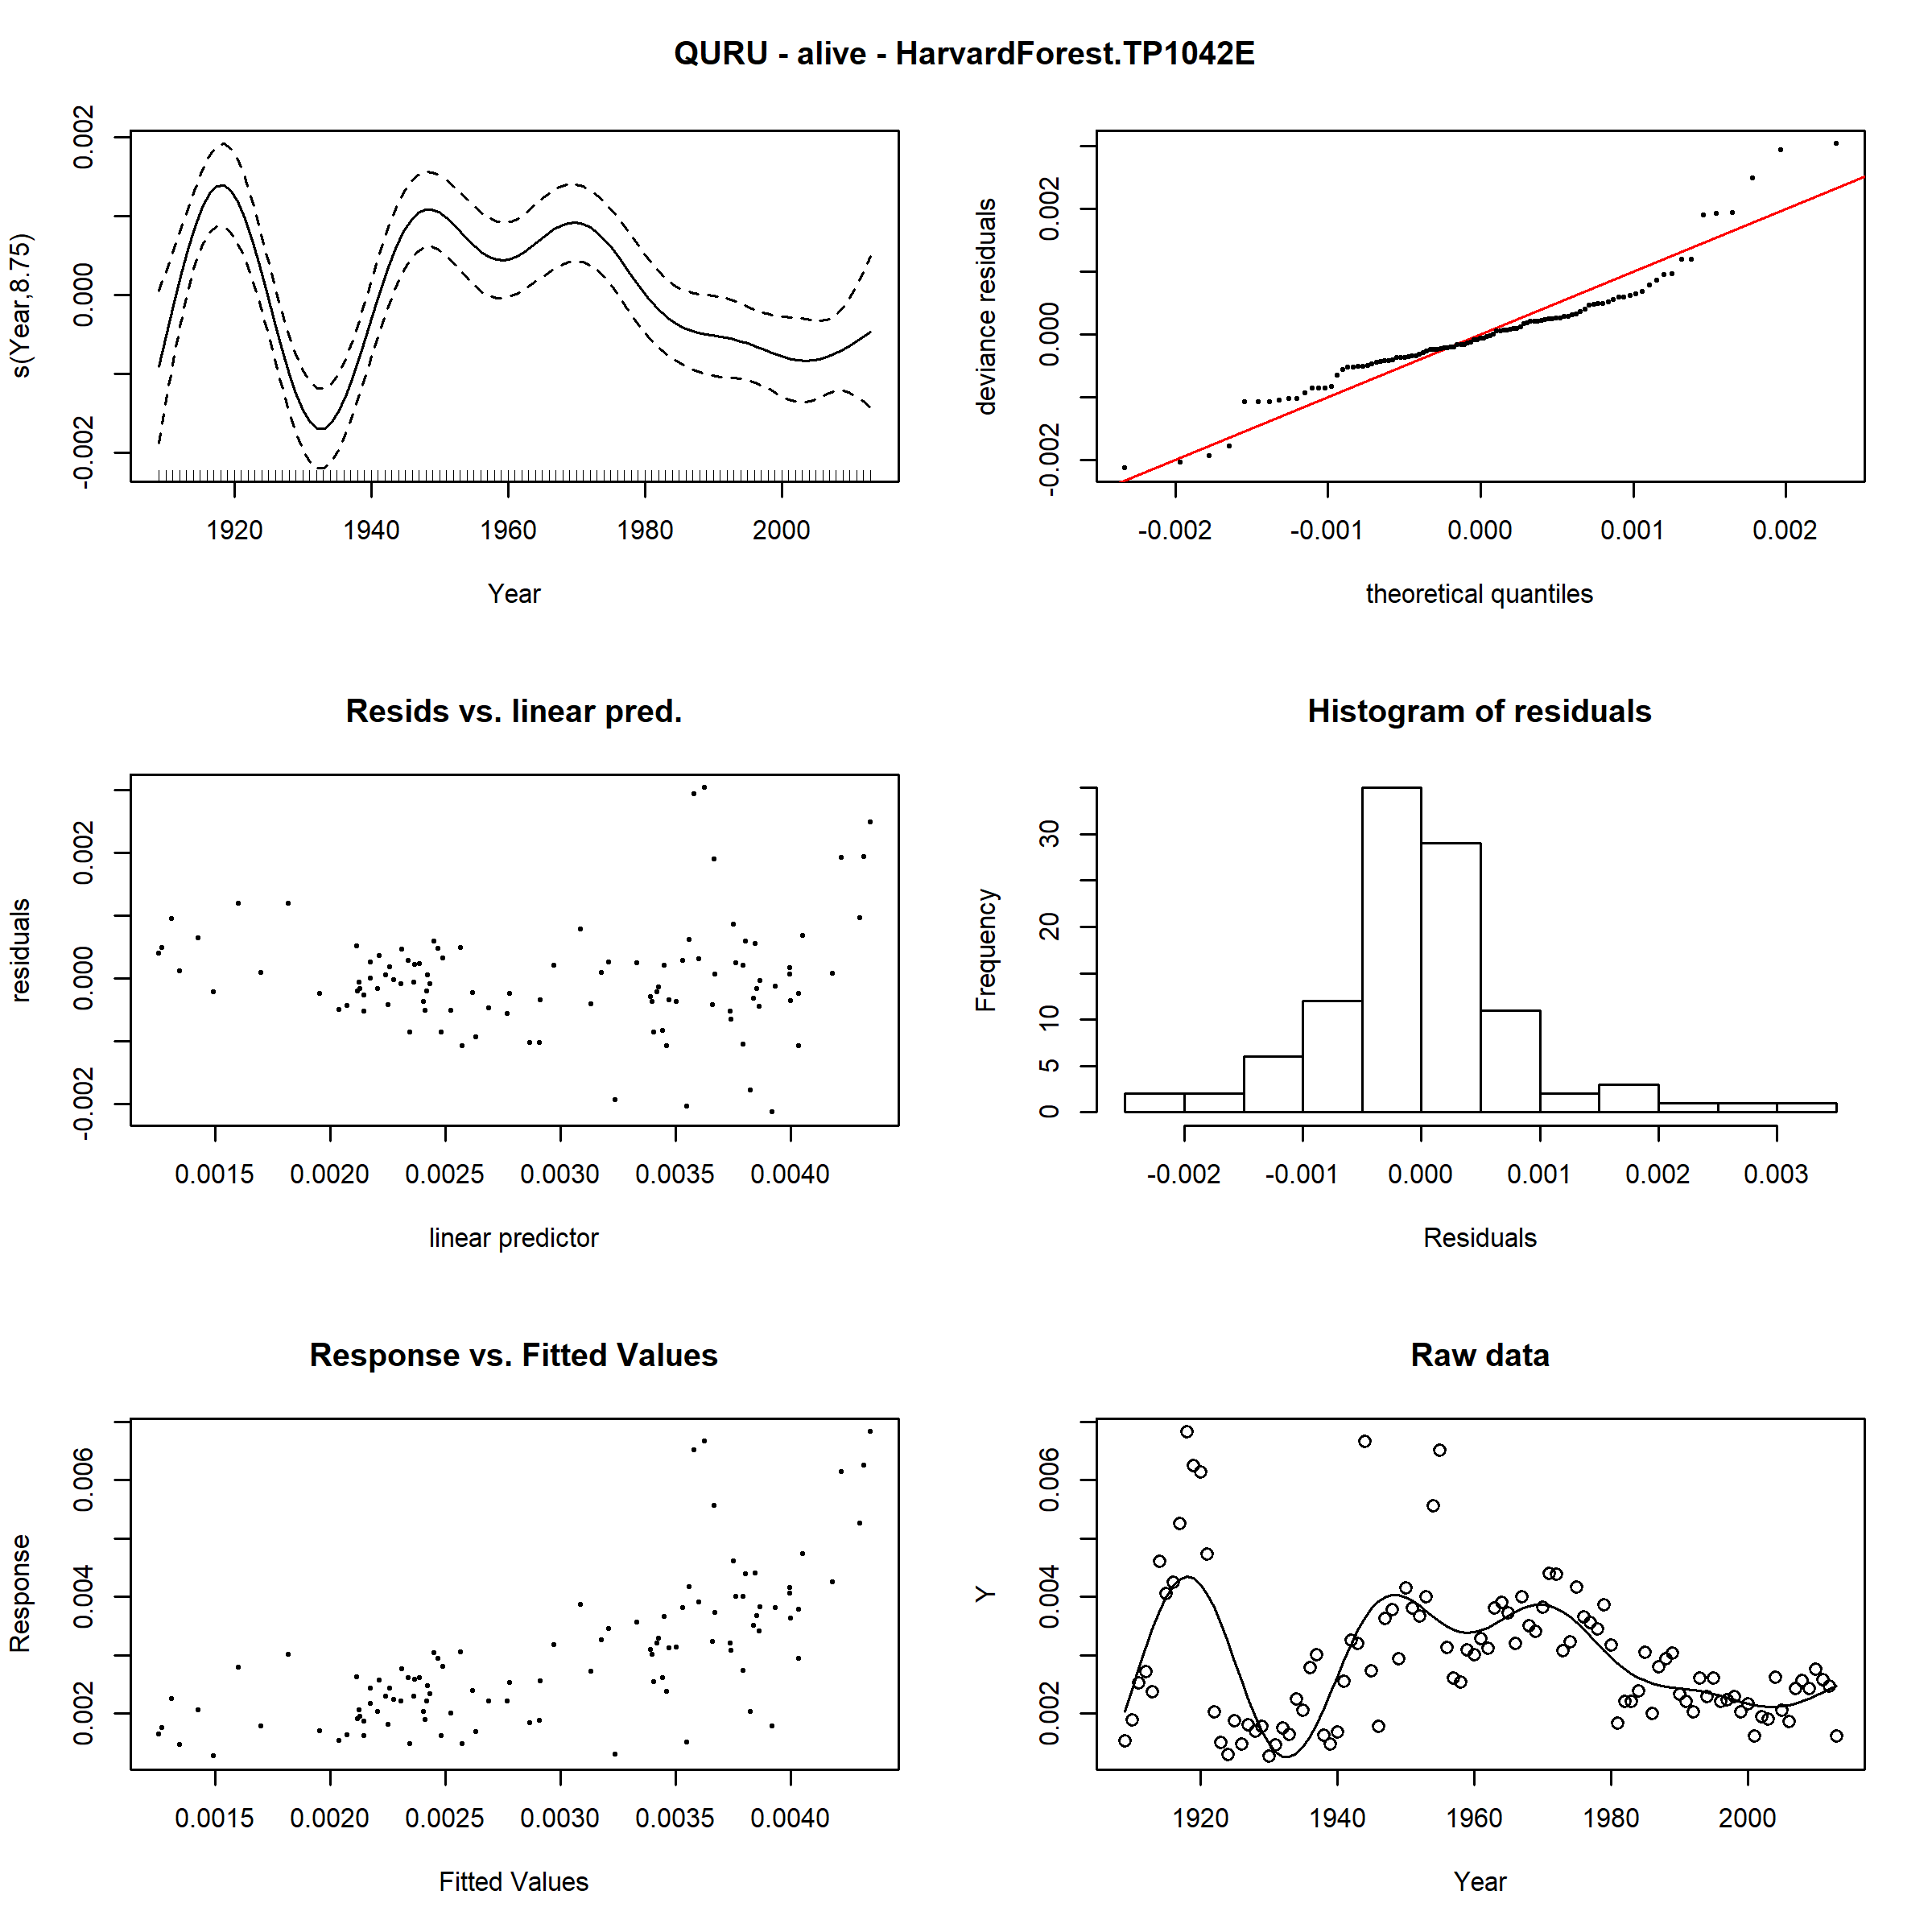 QURU - alive - HarvardForest.TP1042E
s(Year,8.75)
0.002
0.000
-0.002
1920 1940 1960 1980 2000
Year
deviance residuals
0.002
0.000
-0.002
-0.002 -0.001 0.000 0.001 0.002
theoretical quantiles
Resids vs. linear pred.
residuals
0.002
0.000
-0.002
0.0015 0.0020 0.0025 0.0030 0.0035 0.0040
linear predictor
Histogram of residuals
Frequency
30
20
10
5
0
-0.002 -0.001 0.000 0.001 0.002 0.003
Residuals
Response vs. Fitted Values
Response
0.006
0.004
0.002
0.0015 0.0020 0.0025 0.0030 0.0035 0.0040
Fitted Values
Raw data
Y
0.006
0.004
0.002
1920 1940 1960 1980 2000
Year